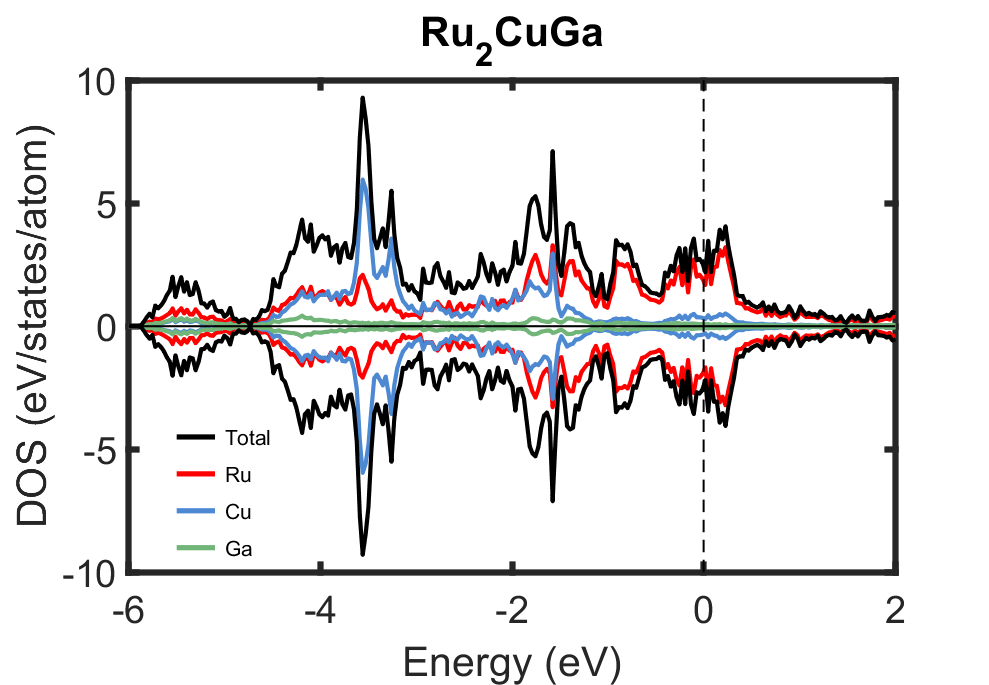 Ru₂CuGa
DOS (eV/states/atom)
10
5
0
-5
-10
Total
Ru
Cu
Ga
-6 -4 -2 0 2
Energy (eV)